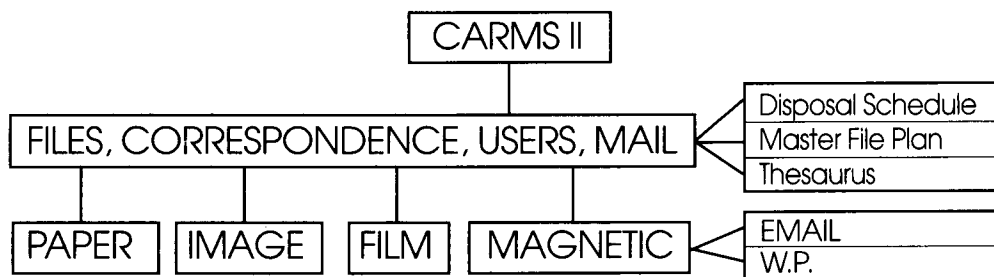 CARMS II
FILES, CORRESPONDENCE, USERS, MAIL
Disposal Schedule
Master File Plan
Thesaurus
PAPER
IMAGE
FILM
MAGNETIC
EMAIL
W.P.